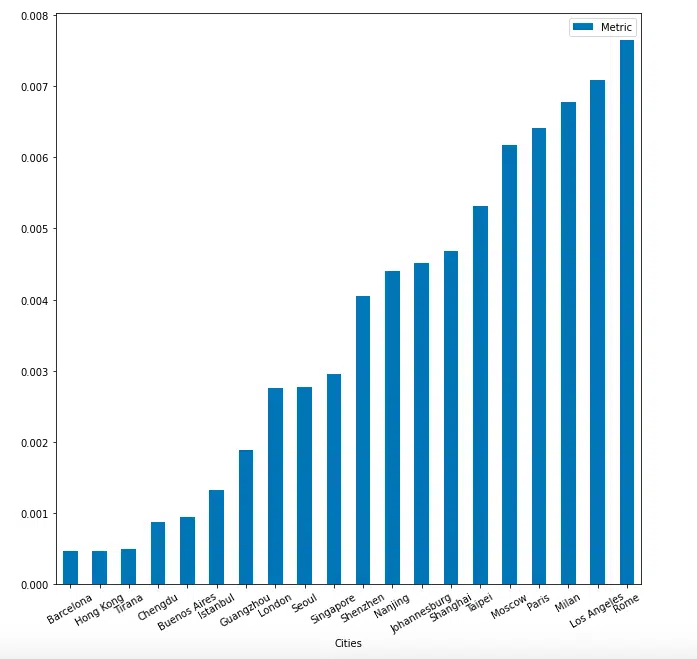 0.008
Metric
0.007
0.006
0.005
0.004
0.003
0.002
0.001
0.000
Barcelona
Hong Kong
Tirana
Chengdu
Buenos Aires
Istanbul
Guangzhou
London
Seoul
Singapore
Shenzhen
Nanjing
Johannesburg
Shanghai
Taipei
Moscow
Paris
Milan
Los Angeles
Rome
Cities